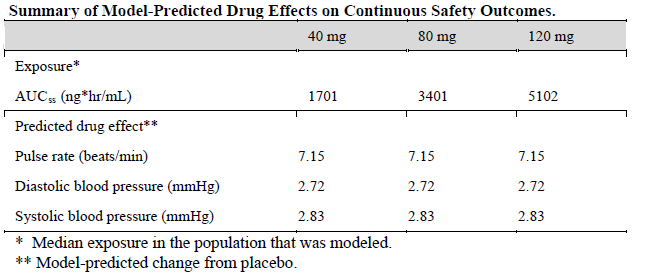 Summary of Model-Predicted Drug Effects on Continuous Safety Outcomes.
40 mg 80 mg 120 mg
Exposure*
AUCss (ng*hr/mL) 1701 3401 5102
Predicted drug effect**
Pulse rate (beats/min) 7.15 7.15 7.15
Diastolic blood pressure (mmHg) 2.72 2.72 2.72
Systolic blood pressure (mmHg) 2.83 2.83 2.83
* Median exposure in the population that was modeled.
** Model-predicted change from placebo.